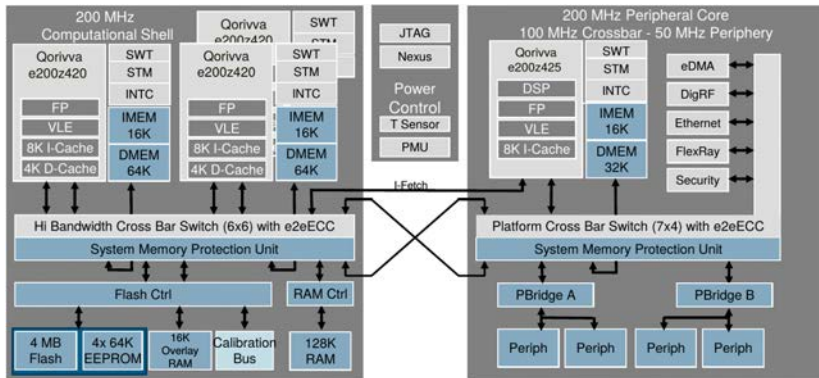 200 MHz
Computational Shell
Qorivva
e200z420
SWT
STM
Qorivva
e200z420
FP
VLE
8K I-Cache
4K D-Cache
SWT
STM
INTC
IMEM
16K
DMEM
64K
Qorivva
e200z420
FP
VLE
8K I-Cache
4K D-Cache
SWT
STM
INTC
IMEM
16K
DMEM
64K
Hi Bandwidth Cross Bar Switch (6x6) with e2eECC
System Memory Protection Unit
Flash Ctrl
RAM Ctrl
4 MB
Flash
4x 64K
EEPROM
16K
Overlay
RAM
Calibration
Bus
128K
RAM
JTAG
Nexus
Power
Control
T Sensor
PMU
I-Fetch
200 MHz Peripheral Core
100 MHz Crossbar - 50 MHz Periphery
Qorivva
e200z425
DSP
FP
VLE
8K I-Cache
SWT
STM
INTC
IMEM
16K
DMEM
32K
eDMA
DigRF
Ethernet
FlexRay
Security
Platform Cross Bar Switch (7x4) with e2eECC
System Memory Protection Unit
PBridge A
PBridge B
Periph
Periph
Periph
Periph